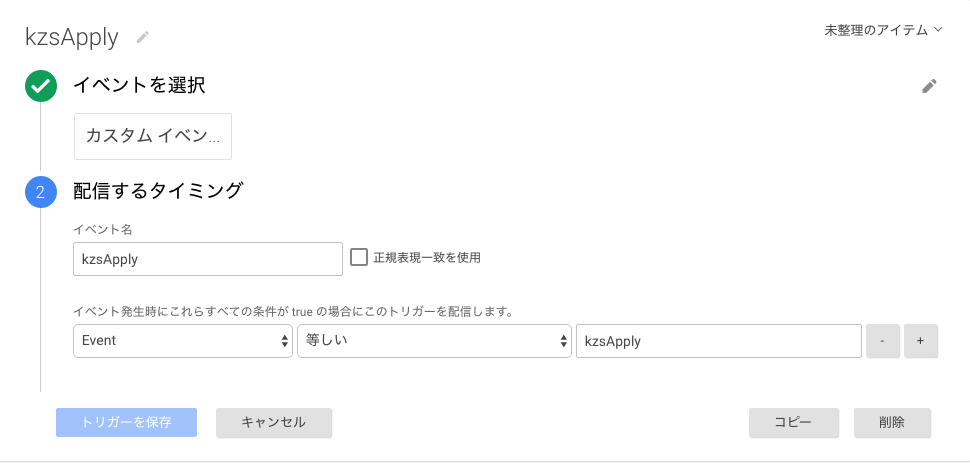 kzsApply
未整理のアイテム
イベントを選択
カスタム イベン...
2 配信するタイミング
イベント名
kzsApply 正規表現一致を使用
イベント発生時にこれらすべての条件が true の場合にこのトリガーを配信します。
Event 等しい kzsApply - +
トリガーを保存 キャンセル コピー 削除